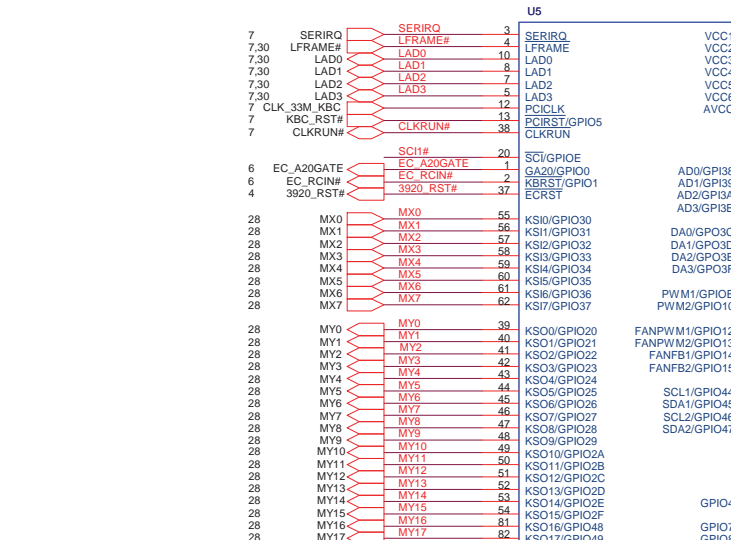 U5
7 SERIRQ SERIRQ 3 SERIRQ VCC1
7,30 LFRAME# LFRAME# 4 LFRAME VCC2
7,30 LAD0 LAD0 10 LAD0 VCC3
7,30 LAD1 LAD1 8 LAD1 VCC4
7,30 LAD2 LAD2 7 LAD2 VCC5
7,30 LAD3 LAD3 5 LAD3 VCC6
7 CLK_33M_KBC 12 PCICLK AVCC
7 KBC_RST# 13 PCIRST/GPIO5
7 CLKRUN# CLKRUN# 38 CLKRUN
SCI1# 20 SCI/GPIOE
6 EC_A20GATE EC_A20GATE 1 GA20/GPIO0 AD0/GPI38
6 EC_RCIN# EC_RCIN# 2 KBRST/GPIO1 AD1/GPI39
4 3920_RST# 3920_RST# 37 ECRST AD2/GPI3A
AD3/GPI3B
28 MX0 MX0 55 KSI0/GPIO30
28 MX1 MX1 56 KSI1/GPIO31 DA0/GPO3C
28 MX2 MX2 57 KSI2/GPIO32 DA1/GPO3D
28 MX3 MX3 58 KSI3/GPIO33 DA2/GPO3E
28 MX4 MX4 59 KSI4/GPIO34 DA3/GPO3F
28 MX5 MX5 60 KSI5/GPIO35
28 MX6 MX6 61 KSI6/GPIO36 PWM1/GPIOE
28 MX7 MX7 62 KSI7/GPIO37 PWM2/GPIO10
28 MY0 MY0 39 KSO0/GPIO20 FANPWM1/GPIO12
28 MY1 MY1 40 KSO1/GPIO21 FANPWM2/GPIO13
28 MY2 MY2 41 KSO2/GPIO22 FANFB1/GPIO14
28 MY3 MY3 42 KSO3/GPIO23 FANFB2/GPIO15
28 MY4 MY4 43 KSO4/GPIO24
28 MY5 MY5 44 KSO5/GPIO25 SCL1/GPIO44
28 MY6 MY6 45 KSO6/GPIO26 SDA1/GPIO45
28 MY7 MY7 46 KSO7/GPIO27 SCL2/GPIO46
28 MY8 MY8 47 KSO8/GPIO28 SDA2/GPIO47
28 MY9 MY9 48 KSO9/GPIO29
28 MY10 MY10 49 KSO10/GPIO2A
28 MY11 MY11 50 KSO11/GPIO2B
28 MY12 MY12 51 KSO12/GPIO2C
28 MY13 MY13 52 KSO13/GPIO2D
28 MY14 MY14 53 KSO14/GPIO2E GPIO4
28 MY15 MY15 54 KSO15/GPIO2F
28 MY16 MY16 81 KSO16/GPIO48 GPIO7
28 MY17 MY17 82 KSO17/GPIO49